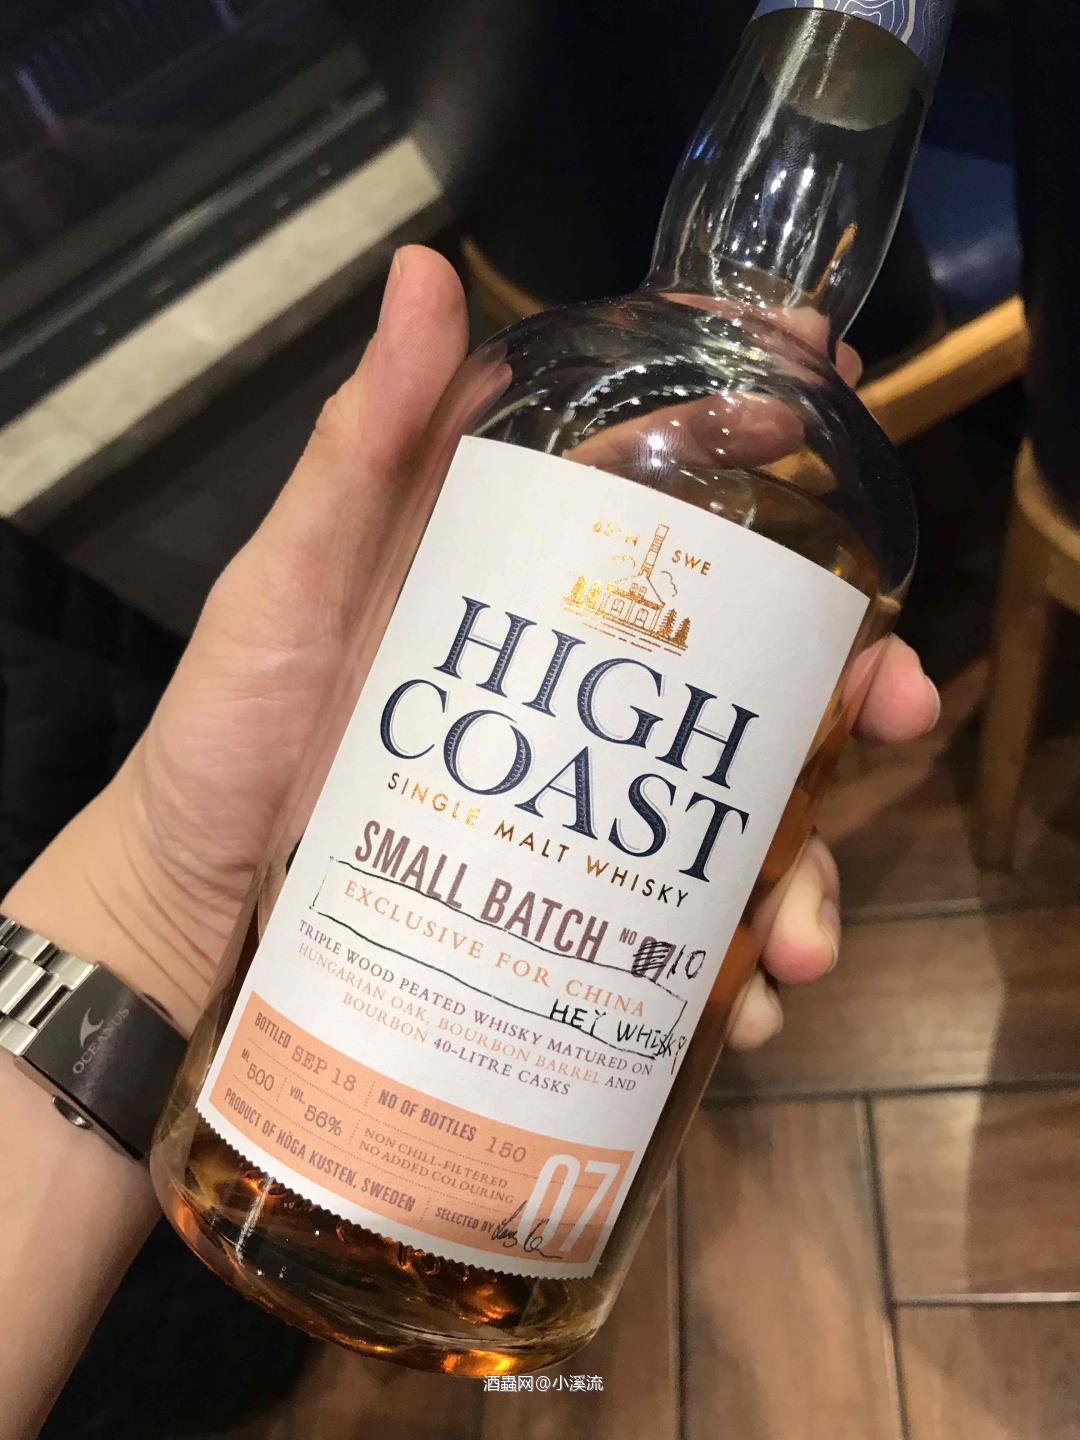 63°N SWE
HIGH
COAST
SINGLE MALT WHISKY
SMALL BATCH NO 10
EXCLUSIVE FOR CHINA
HEY WHISKY
TRIPLE WOOD PEATED WHISKY MATURED ON
HUNGARIAN OAK, BOURBON BARREL AND
BOURBON 40-LITRE CASKS
BOTTLED SEP 18 NO OF BOTTLES 150
ML 500 VOL. 56% NON CHILL-FILTERED
NO ADDED COLOURING
PRODUCT OF HÖGA KUSTEN, SWEDEN SELECTED BY
07
OCEANUS
酒蟲网@小溪流